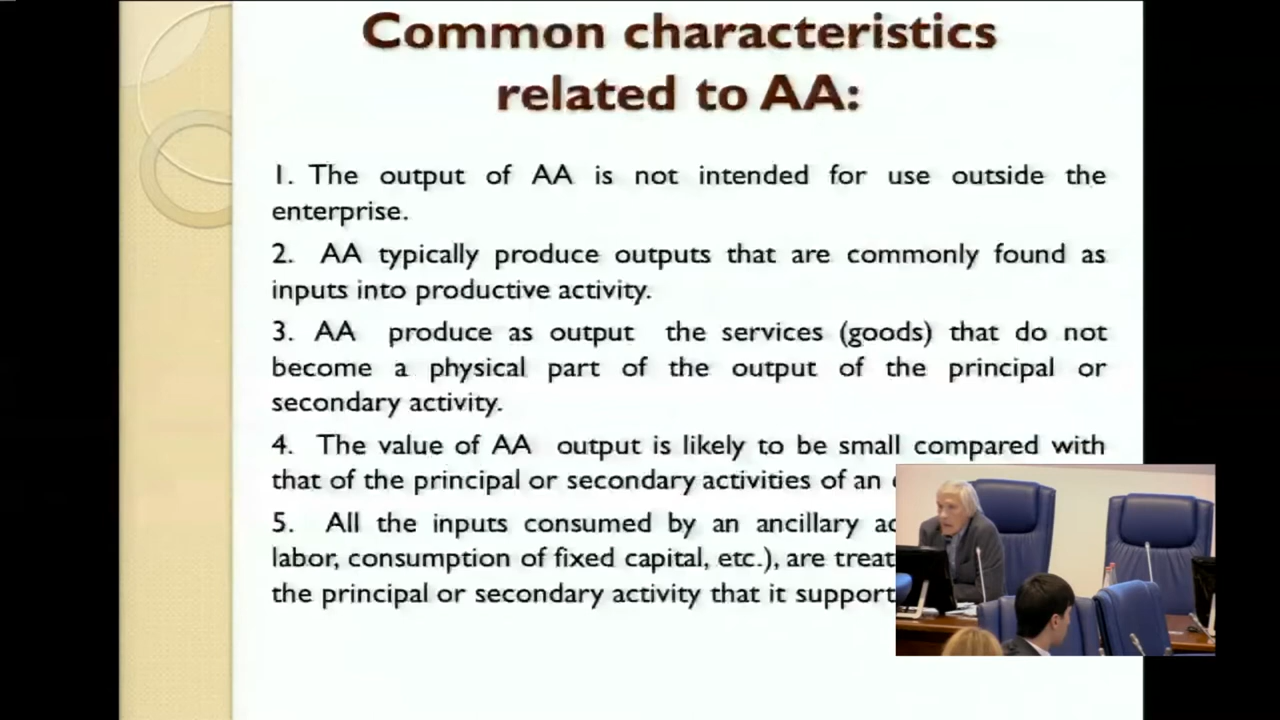 Common characteristics
related to AA:
1. The output of AA is not intended for use outside the
enterprise.
2. AA typically produce outputs that are commonly found as
inputs into productive activity.
3. AA produce as output the services (goods) that do not
become a physical part of the output of the principal or
secondary activity.
4. The value of AA output is likely to be small compared with
that of the principal or secondary activities of an
5. All the inputs consumed by an ancillary
labor, consumption of fixed capital, etc.), are
the principal or secondary activity that it